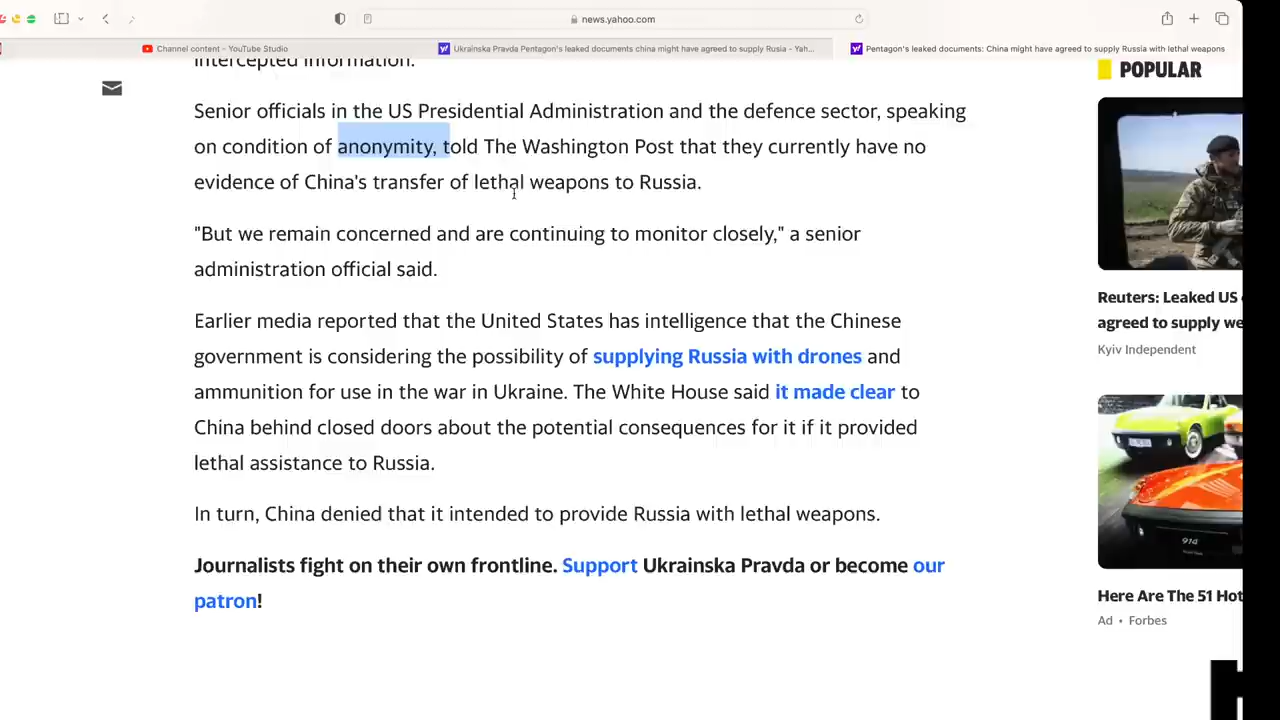 news.yahoo.com
Channel content - YouTube Studio
Ukrainska Pravda Pentagon's leaked documents china might have agreed to supply Rusia - Yah...
Pentagon's leaked documents: China might have agreed to supply Russia with lethal weapons
intercepted information.
Senior officials in the US Presidential Administration and the defence sector, speaking
on condition of anonymity, told The Washington Post that they currently have no
evidence of China's transfer of lethal weapons to Russia.
"But we remain concerned and are continuing to monitor closely," a senior
administration official said.
Earlier media reported that the United States has intelligence that the Chinese
government is considering the possibility of supplying Russia with drones and
ammunition for use in the war in Ukraine. The White House said it made clear to
China behind closed doors about the potential consequences for it if it provided
lethal assistance to Russia.
In turn, China denied that it intended to provide Russia with lethal weapons.
Journalists fight on their own frontline. Support Ukrainska Pravda or become our
patron!
POPULAR
Reuters: Leaked US
agreed to supply we
Kyiv Independent
914
Here Are The 51 Hot
Ad • Forbes